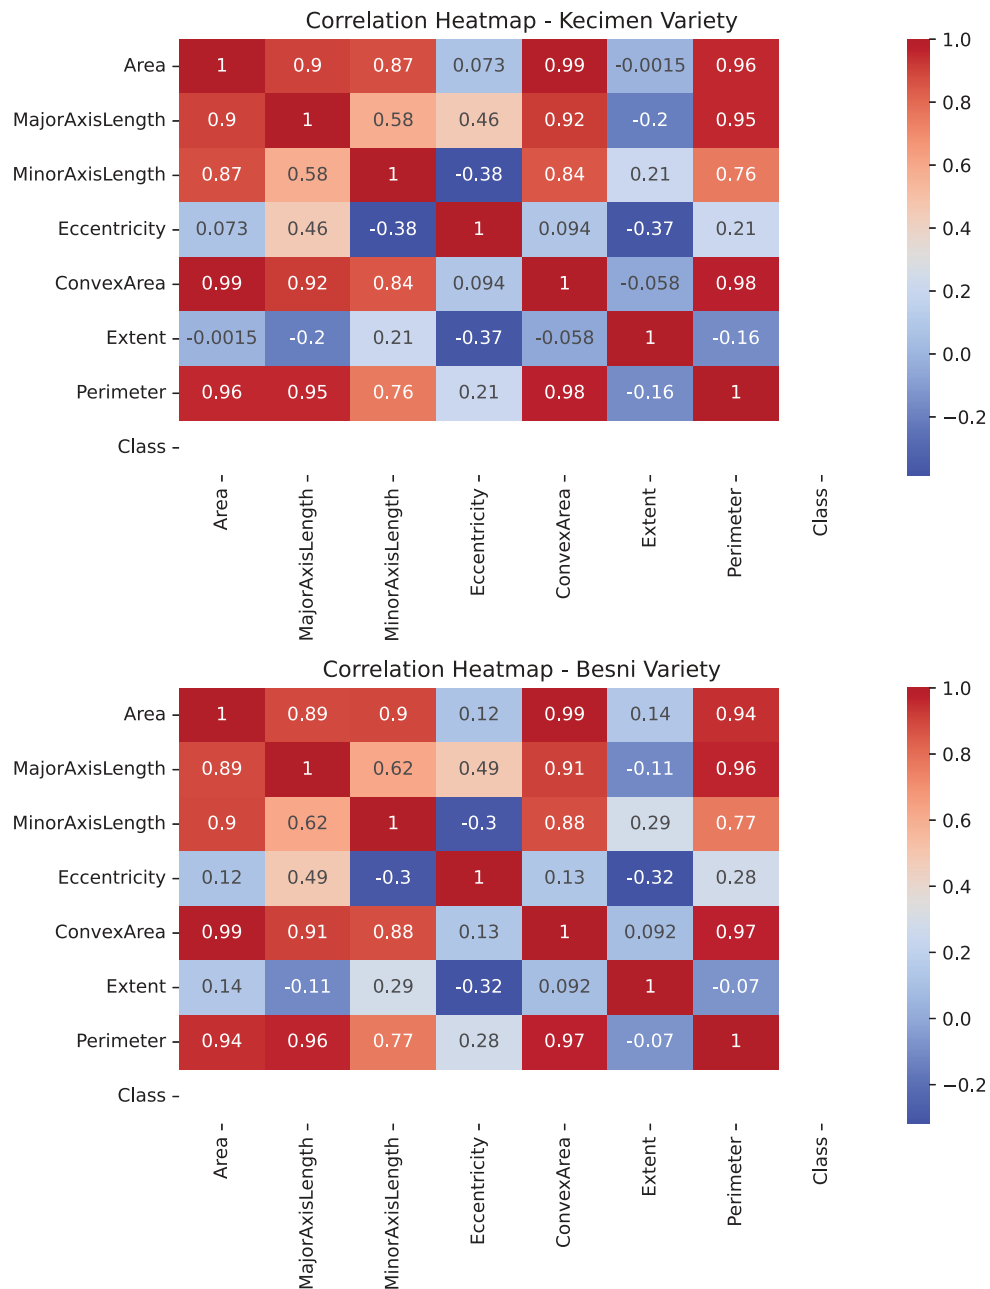 Correlation Heatmap - Kecimen Variety
Area 1 0.9 0.87 0.073 0.99 -0.0015 0.96
MajorAxisLength 0.9 1 0.58 0.46 0.92 -0.2 0.95
MinorAxisLength 0.87 0.58 1 -0.38 0.84 0.21 0.76
Eccentricity 0.073 0.46 -0.38 1 0.094 -0.37 0.21
ConvexArea 0.99 0.92 0.84 0.094 1 -0.058 0.98
Extent -0.0015 -0.2 0.21 -0.37 -0.058 1 -0.16
Perimeter 0.96 0.95 0.76 0.21 0.98 -0.16 1
Class
Area
MajorAxisLength
MinorAxisLength
Eccentricity
ConvexArea
Extent
Perimeter
Class
1.0
0.8
0.6
0.4
0.2
0.0
−0.2
Correlation Heatmap - Besni Variety
Area 1 0.89 0.9 0.12 0.99 0.14 0.94
MajorAxisLength 0.89 1 0.62 0.49 0.91 -0.11 0.96
MinorAxisLength 0.9 0.62 1 -0.3 0.88 0.29 0.77
Eccentricity 0.12 0.49 -0.3 1 0.13 -0.32 0.28
ConvexArea 0.99 0.91 0.88 0.13 1 0.092 0.97
Extent 0.14 -0.11 0.29 -0.32 0.092 1 -0.07
Perimeter 0.94 0.96 0.77 0.28 0.97 -0.07 1
Class
Area
MajorAxisLength
MinorAxisLength
Eccentricity
ConvexArea
Extent
Perimeter
Class
1.0
0.8
0.6
0.4
0.2
0.0
−0.2